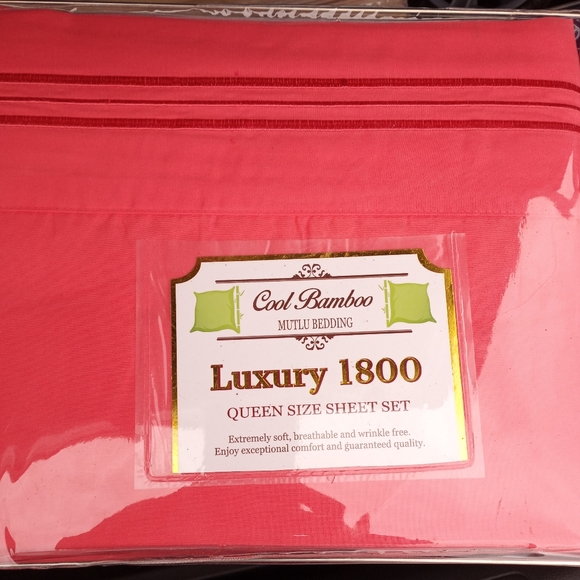 Cool Bamboo
MUTLU BEDDING
Luxury 1800
QUEEN SIZE SHEET SET
Extremely soft, breathable and wrinkle free.
Enjoy exceptional comfort and guaranteed quality.